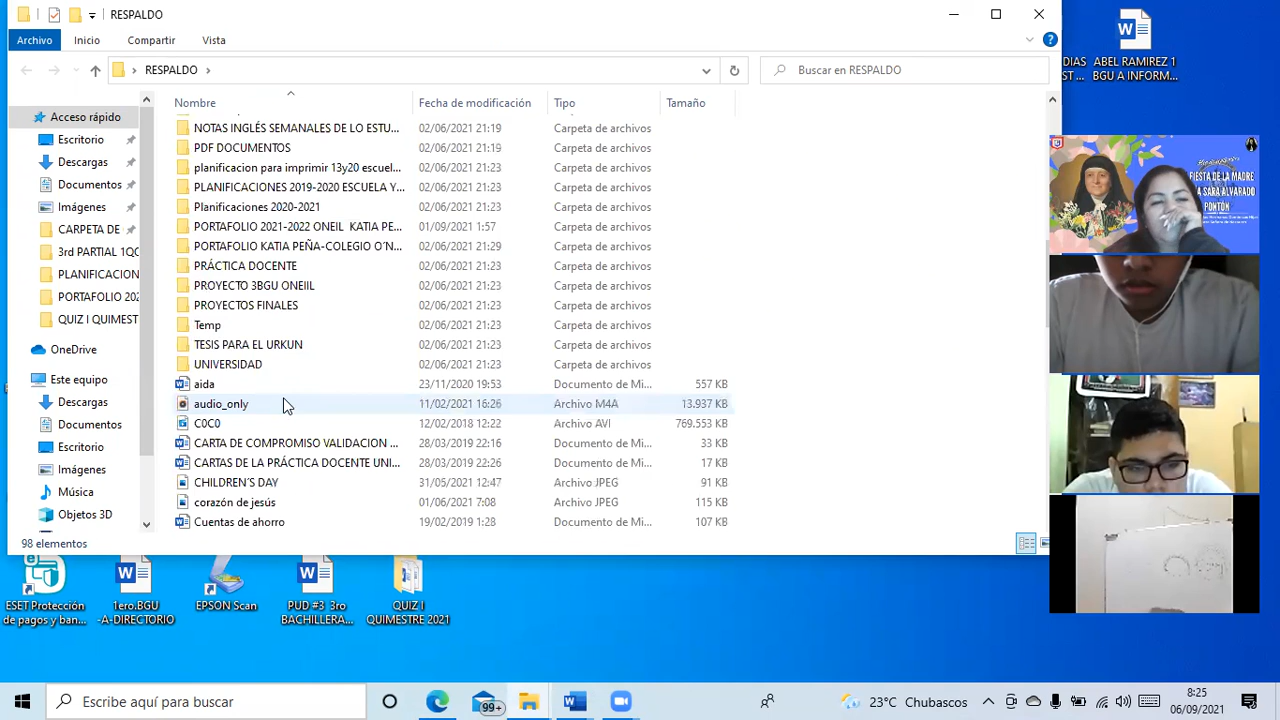 RESPALDO
Archivo Inicio Compartir Vista
RESPALDO
Buscar en RESPALDO
Nombre Fecha de modificación Tipo Tamaño
NOTAS INGLÉS SEMANALES DE LO ESTU... 02/06/2021 21:19 Carpeta de archivos
PDF DOCUMENTOS 02/06/2021 21:19 Carpeta de archivos
planificacion para imprimir 13y20 escuel... 02/06/2021 21:23 Carpeta de archivos
PLANIFICACIONES 2019-2020 ESCUELA Y... 02/06/2021 21:23 Carpeta de archivos
Planificaciones 2020-2021 02/06/2021 21:23 Carpeta de archivos
PORTAFOLIO 2021-2022 ONEIL KATIA PE... 01/09/2021 1:57 Carpeta de archivos
PORTAFOLIO KATIA PEÑA-COLEGIO O´N... 02/06/2021 21:29 Carpeta de archivos
PRÁCTICA DOCENTE 02/06/2021 21:23 Carpeta de archivos
PROYECTO 3BGU ONEIIL 02/06/2021 21:23 Carpeta de archivos
PROYECTOS FINALES 02/06/2021 21:23 Carpeta de archivos
Temp 02/06/2021 21:23 Carpeta de archivos
TESIS PARA EL URKUN 02/06/2021 21:23 Carpeta de archivos
UNIVERSIDAD 02/06/2021 21:23 Carpeta de archivos
aida 23/11/2020 19:53 Documento de Mi... 557 KB
audio_only 11/02/2021 16:26 Archivo M4A 13.937 KB
C0C0 12/02/2018 12:22 Archivo AVI 769.553 KB
CARTA DE COMPROMISO VALIDACION ... 28/03/2019 22:16 Documento de Mi... 33 KB
CARTAS DE LA PRÁCTICA DOCENTE UNI... 28/03/2019 22:26 Documento de Mi... 17 KB
CHILDREN´S DAY 31/05/2021 12:47 Archivo JPEG 91 KB
corazón de jesús 01/06/2021 7:08 Archivo JPEG 115 KB
Cuentas de ahorro 19/02/2019 1:28 Documento de Mi... 107 KB
Acceso rápido
Escritorio
Descargas
Documentos
Imágenes
CARPETA DE
3rd PARTIAL 1QC
PLANIFICACION
PORTAFOLIO 202
QUIZ I QUIMEST
OneDrive
Este equipo
Descargas
Documentos
Escritorio
Imágenes
Música
Objetos 3D
98 elementos
DIAS
ST ...
ABEL RAMIREZ 1
BGU A INFORM...
FIESTA DE LA MADRE
SARA ALVARADO
PONTÓN
ESET Protección
de pagos y ban...
1ero.BGU
-A-DIRECTORIO
EPSON Scan
PUD #3 3ro
BACHILLERA...
QUIZ I
QUIMESTRE 2021
Escribe aquí para buscar
99+
23°C Chubascos
8:25
06/09/2021